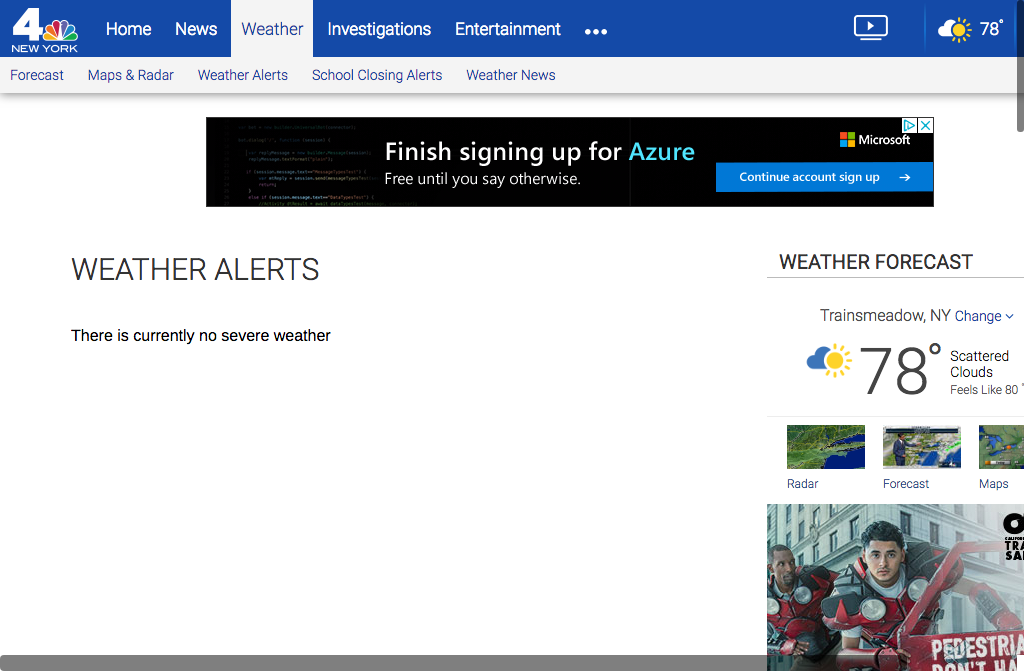 4
NEW YORK
Home
News
Weather
Investigations
Entertainment
78°
Forecast
Maps & Radar
Weather Alerts
School Closing Alerts
Weather News
Finish signing up for Azure
Free until you say otherwise.
Microsoft
Continue account sign up →
WEATHER ALERTS
There is currently no severe weather
WEATHER FORECAST
Trainsmeadow, NY Change
78°
Scattered
Clouds
Feels Like 80 °
Radar
Forecast
Maps
PEDESTRIA
DON'T HA